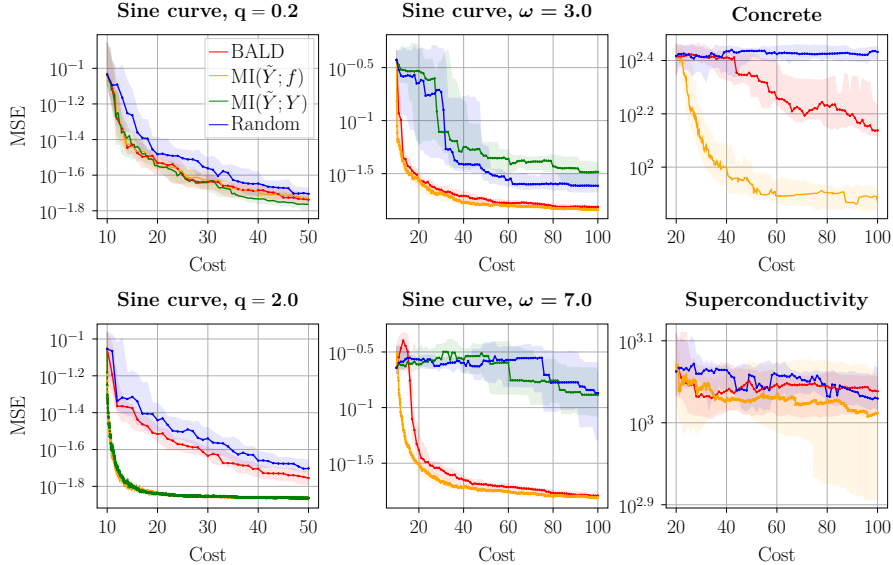 Sine curve, q = 0.2
Sine curve, ω = 3.0
Concrete
MSE
10^{-1}
10^{-1.2}
10^{-1.4}
10^{-1.6}
10^{-1.8}
BALD
MI(Ỹ; f)
MI(Ỹ; Y)
Random
10 20 30 40 50
Cost
10^{-0.5}
10^{-1}
10^{-1.5}
20 40 60 80 100
Cost
10^{2.4}
10^{2.2}
10^{2}
20 40 60 80 100
Cost
Sine curve, q = 2.0
Sine curve, ω = 7.0
Superconductivity
MSE
10^{-1}
10^{-1.2}
10^{-1.4}
10^{-1.6}
10^{-1.8}
10 20 30 40 50
Cost
10^{-0.5}
10^{-1}
10^{-1.5}
20 40 60 80 100
Cost
10^{3.1}
10^{3}
10^{2.9}
20 40 60 80 100
Cost